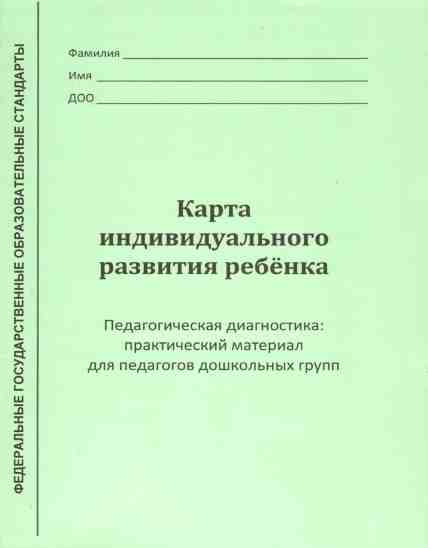 ФЕДЕРАЛЬНЫЕ ГОСУДАРСТВЕННЫЕ ОБРАЗОВАТЕЛЬНЫЕ СТАНДАРТЫ
Фамилия
Имя
ДОО
Карта
индивидуального
развития ребёнка
Педагогическая диагностика:
практический материал
для педагогов дошкольных групп